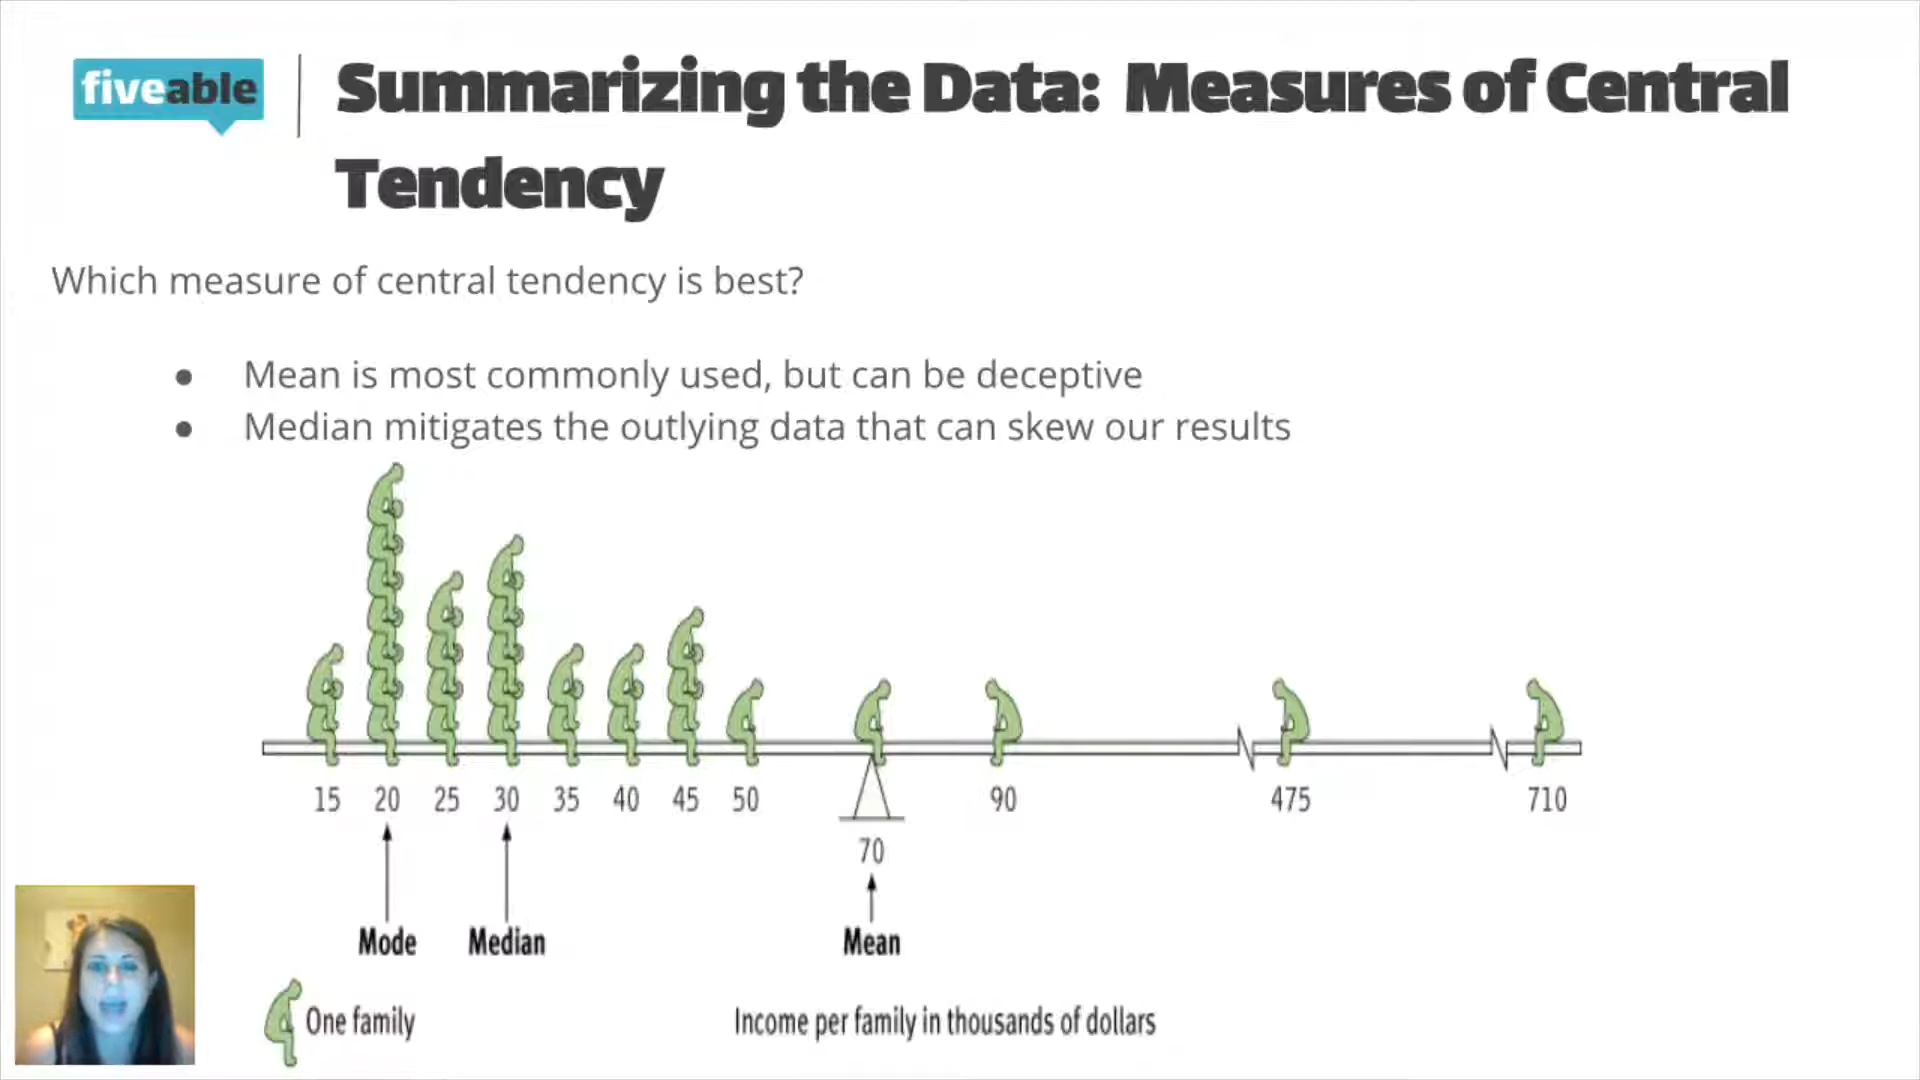 fiveable
Summarizing the Data: Measures of Central
Tendency
Which measure of central tendency is best?
● Mean is most commonly used, but can be deceptive
● Median mitigates the outlying data that can skew our results
15 20 25 30 35 40 45 50 90 475 710
70
Mode Median Mean
One family Income per family in thousands of dollars